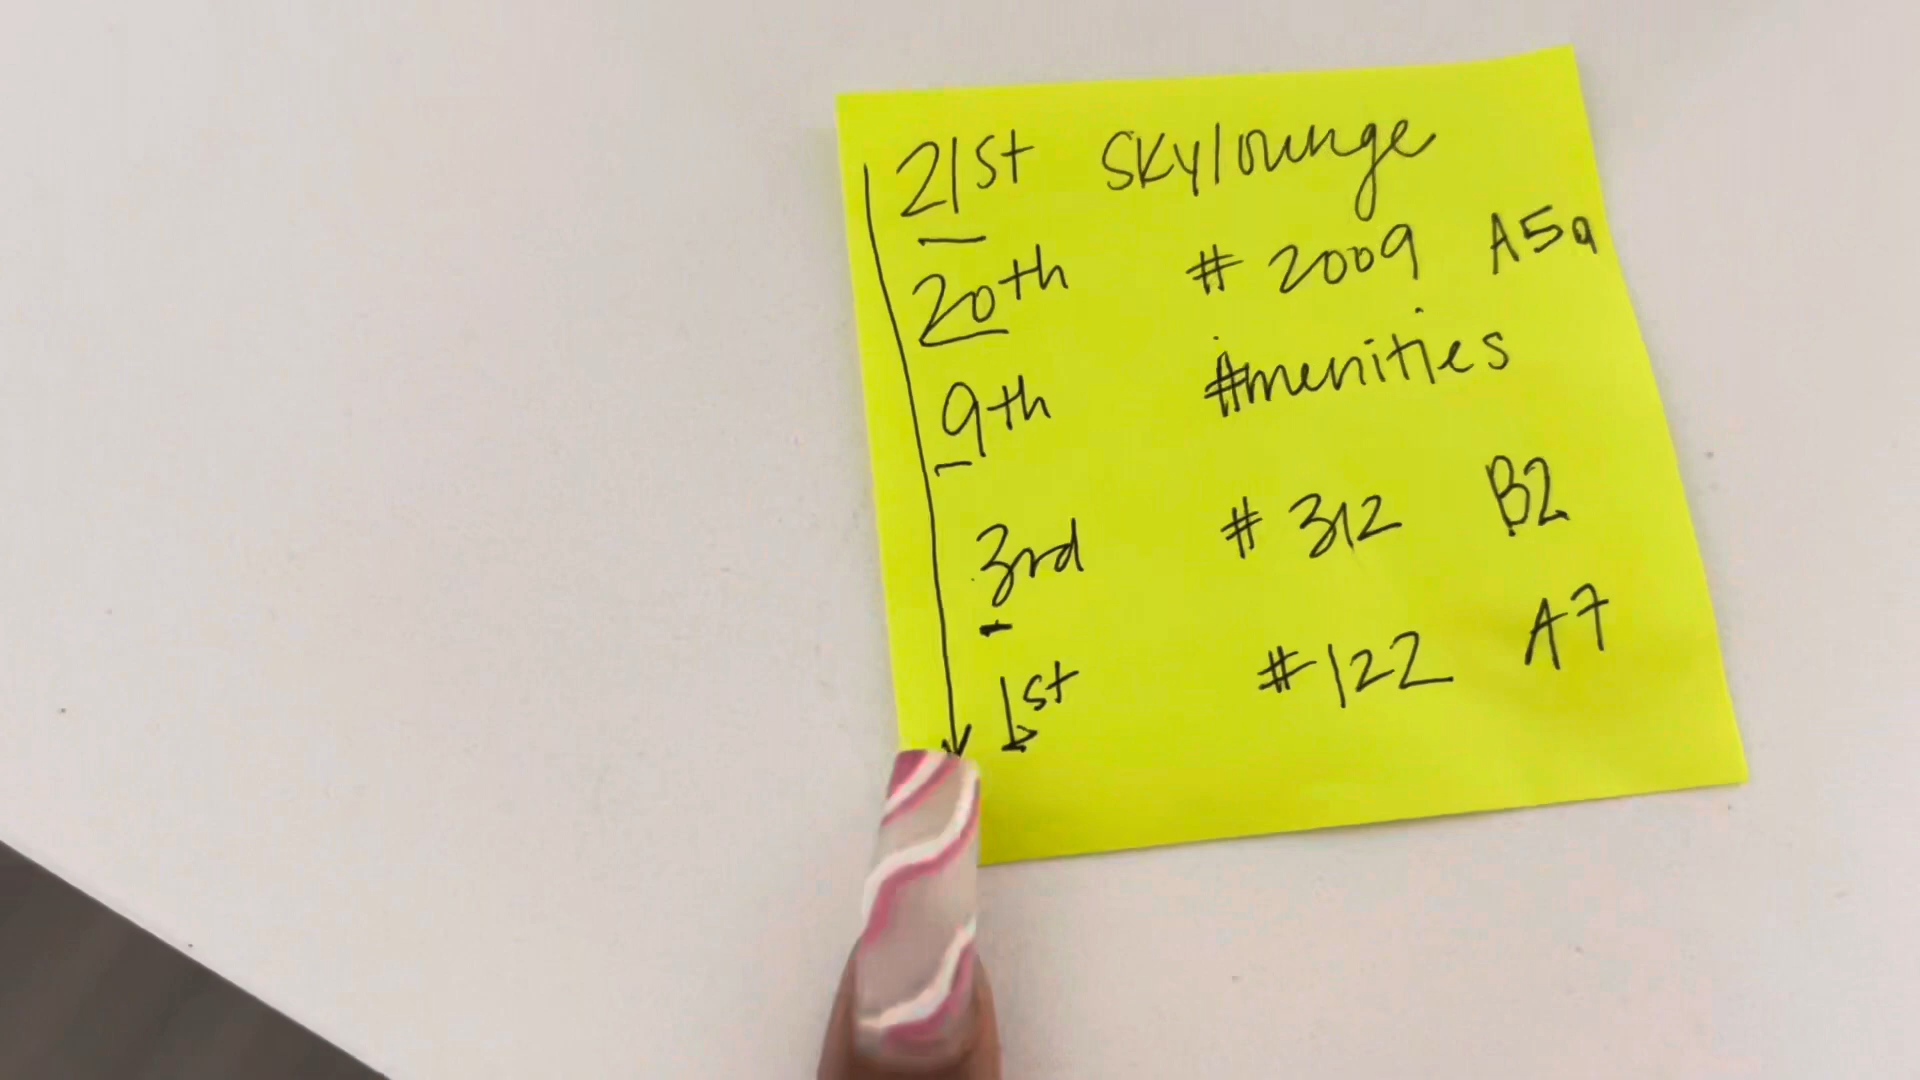 21st Skylounge
20th # 2009 A5a
9th Amenities
3rd # 312 B2
1st #122 A7